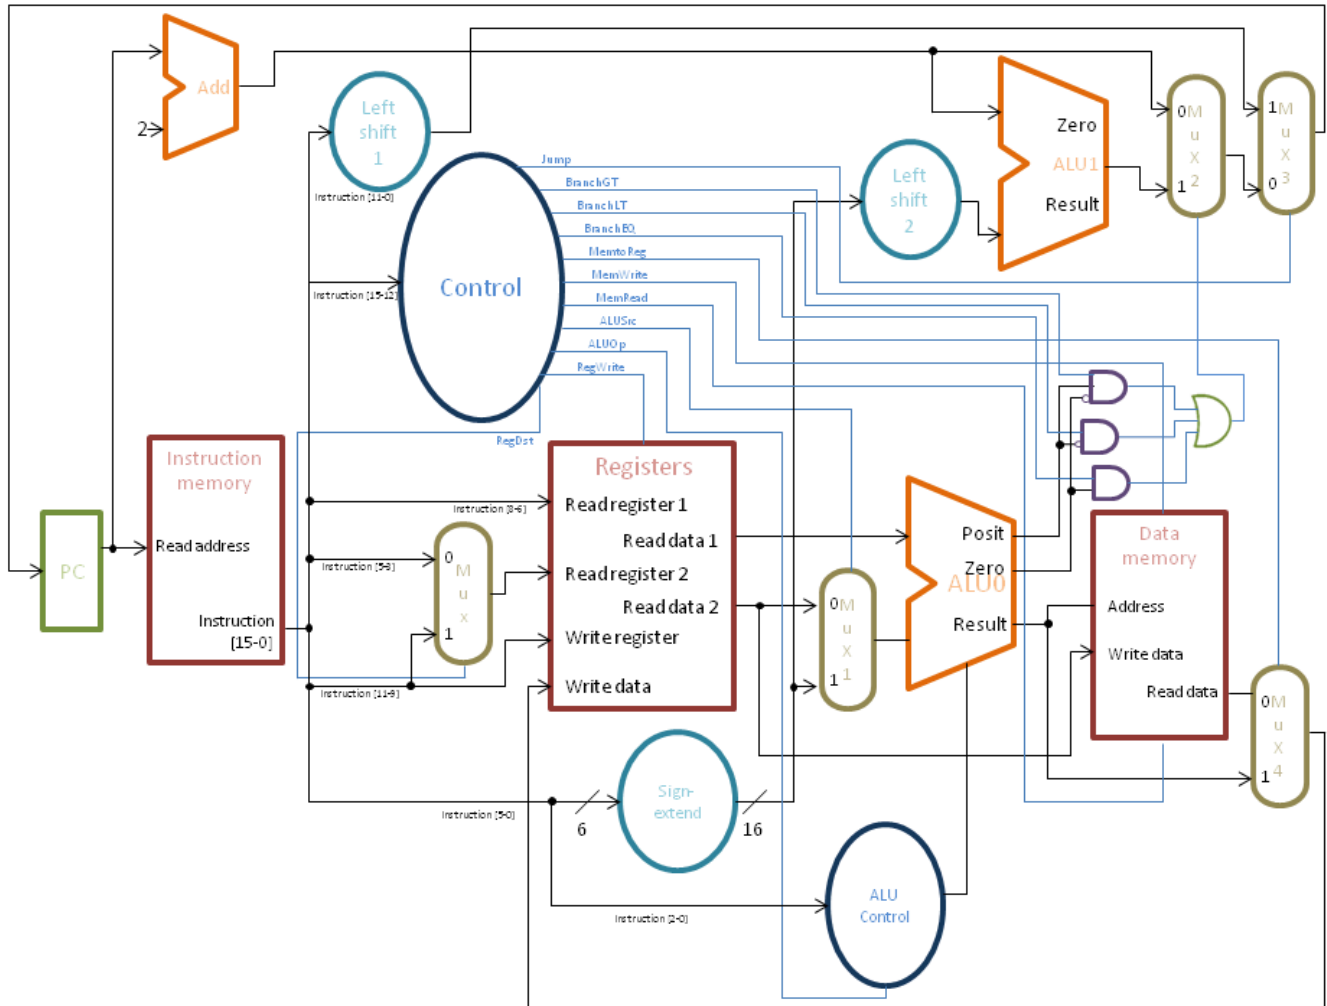 Add
2
Left
shift
1
Instruction [11-0]
Jump
BranchGT
BranchLT
BranchEQ
MemtoReg
MemWrite
MemRead
ALUSrc
ALUOp
RegWrite
RegDst
Control
Instruction [15-12]
Left
shift
2
Zero
ALU1
Result
0
1
Mux2
1
0
Mux3
Instruction
memory
Read address
Instruction
[15-0]
PC
Registers
Read register 1
Read data 1
Read register 2
Read data 2
Write register
Write data
Instruction [8-6]
Instruction [5-3]
Instruction [11-9]
0
1
Mux
0
1
Mux1
Posit
Zero
ALU0
Result
Data
memory
Address
Write data
Read data
0
1
Mux4
Sign-
extend
6
16
Instruction [5-0]
Instruction [2-0]
ALU
Control